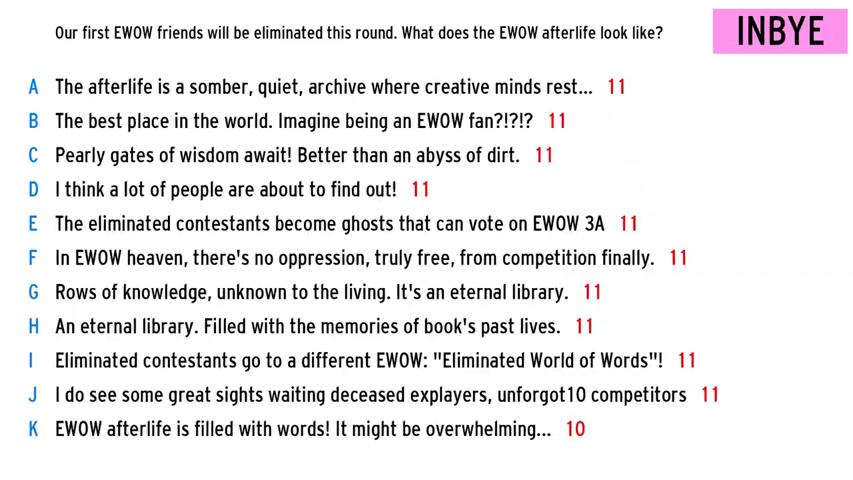 Our first EWOW friends will be eliminated this round. What does the EWOW afterlife look like?
INBYE
A The afterlife is a somber, quiet, archive where creative minds rest... 11
B The best place in the world. Imagine being an EWOW fan?!?!? 11
C Pearly gates of wisdom await! Better than an abyss of dirt. 11
D I think a lot of people are about to find out! 11
E The eliminated contestants become ghosts that can vote on EWOW 3A 11
F In EWOW heaven, there's no oppression, truly free, from competition finally. 11
G Rows of knowledge, unknown to the living. It's an eternal library. 11
H An eternal library. Filled with the memories of book's past lives. 11
I Eliminated contestants go to a different EWOW: "Eliminated World of Words"! 11
J I do see some great sights waiting deceased explayers, unforgot10 competitors 11
K EWOW afterlife is filled with words! It might be overwhelming... 10